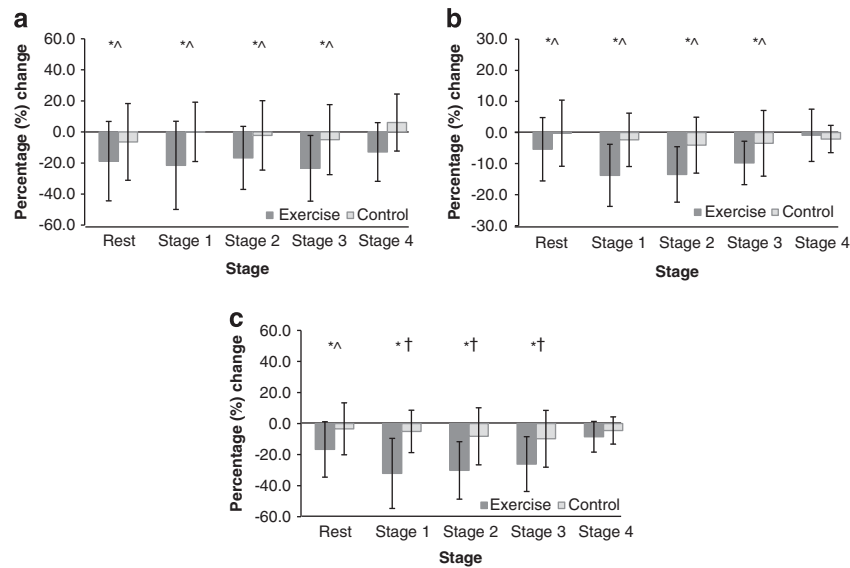 a
60.0
40.0
20.0
0.0
-20.0
-40.0
-60.0
Percentage (%) change
*^ *^ *^ *^
Exercise Control
Rest Stage 1 Stage 2 Stage 3 Stage 4
Stage
b
30.0
20.0
10.0
0.0
-10.0
-20.0
-30.0
Percentage (%) change
*^ *^ *^ *^
Exercise Control
Rest Stage 1 Stage 2 Stage 3 Stage 4
Stage
c
60.0
40.0
20.0
0.0
-20.0
-40.0
-60.0
Percentage (%) change
*^ *† *† *†
Exercise Control
Rest Stage 1 Stage 2 Stage 3 Stage 4
Stage